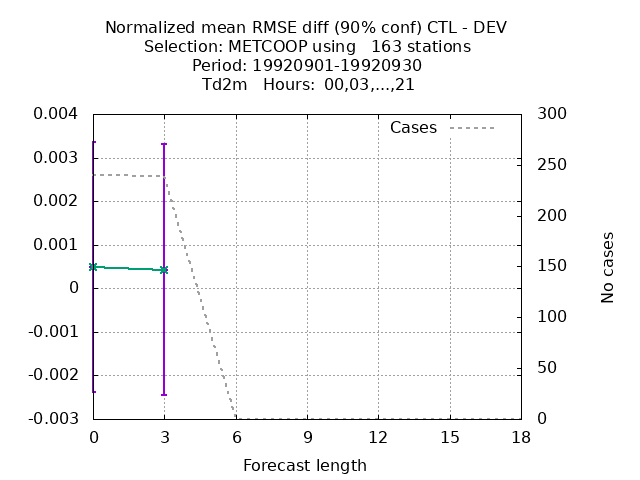 Normalized mean RMSE diff (90% conf) CTL - DEV
Selection: METCOOP using   163 stations
Period: 19920901-19920930
Td2m   Hours:  00,03,...,21
0.004
0.003
0.002
0.001
0
-0.001
-0.002
-0.003
Cases
300
250
200
150
100
50
0
No cases
0 3 6 9 12 15 18
Forecast length